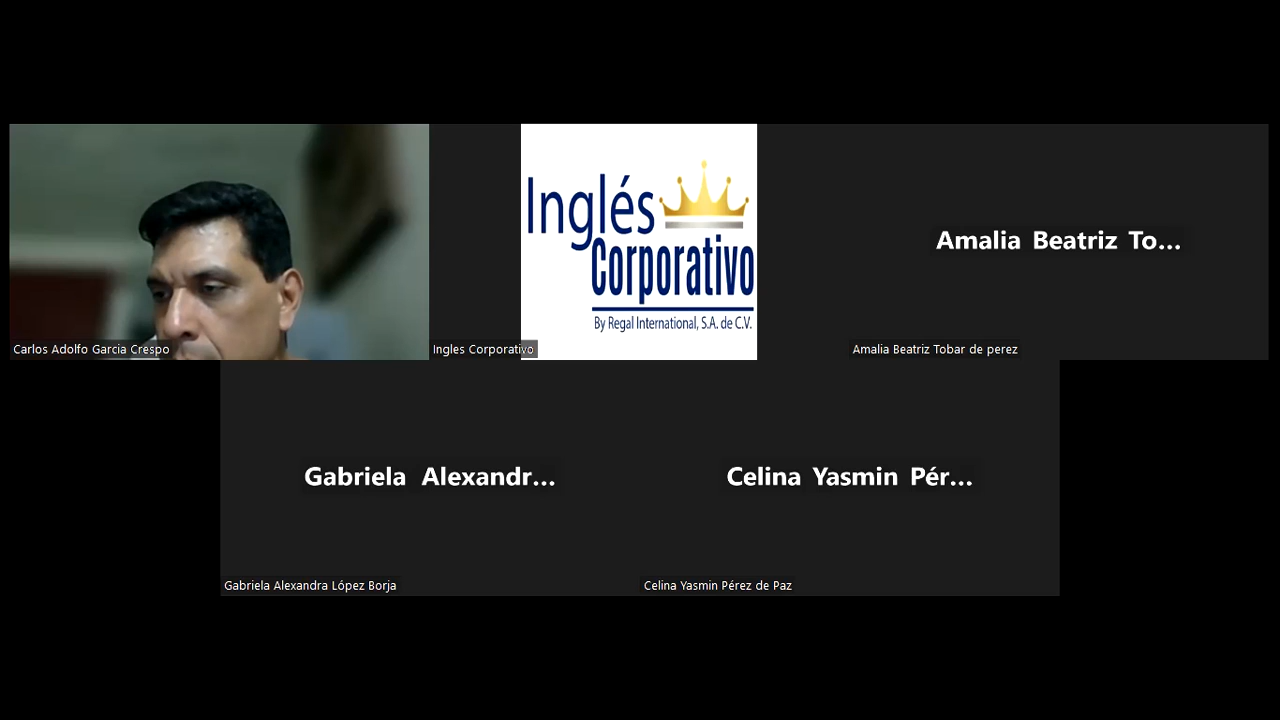 Inglés
Corporativo
By Regal International, S.A. de C.V.
Amalia Beatriz To...
Carlos Adolfo Garcia Crespo
Ingles Corporativo
Amalia Beatriz Tobar de perez
Gabriela Alexandr...
Celina Yasmin Pér...
Gabriela Alexandra López Borja
Celina Yasmin Pérez de Paz